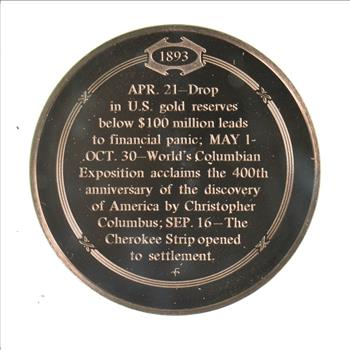 1893
APR. 21—Drop
in U.S. gold reserves
below $100 million leads
to financial panic; MAY 1-
OCT. 30—World's Columbian
Exposition acclaims the 400th
anniversary of the discovery
of America by Christopher
Columbus; SEP. 16—The
Cherokee Strip opened
to settlement.